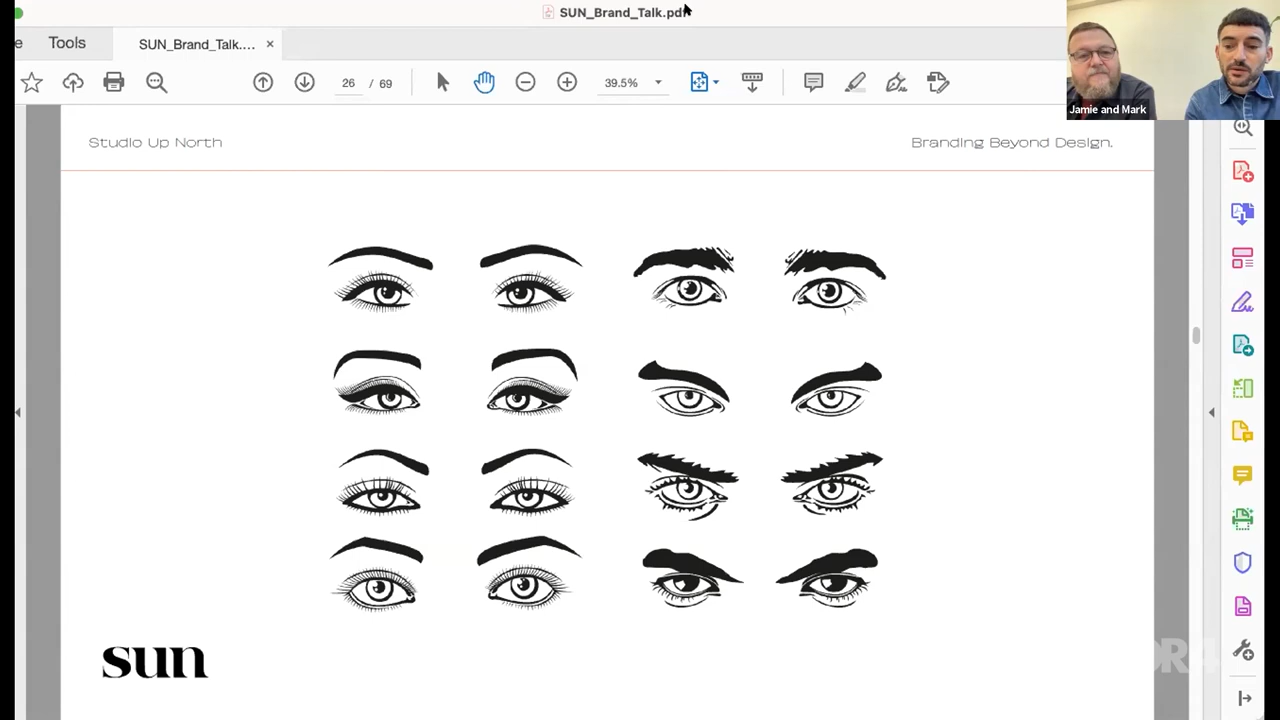 SUN_Brand_Talk.pdf
e
Tools
SUN_Brand_Talk....
26 / 69
39.5%
Jamie and Mark
Studio Up North
Branding Beyond Design.
sun